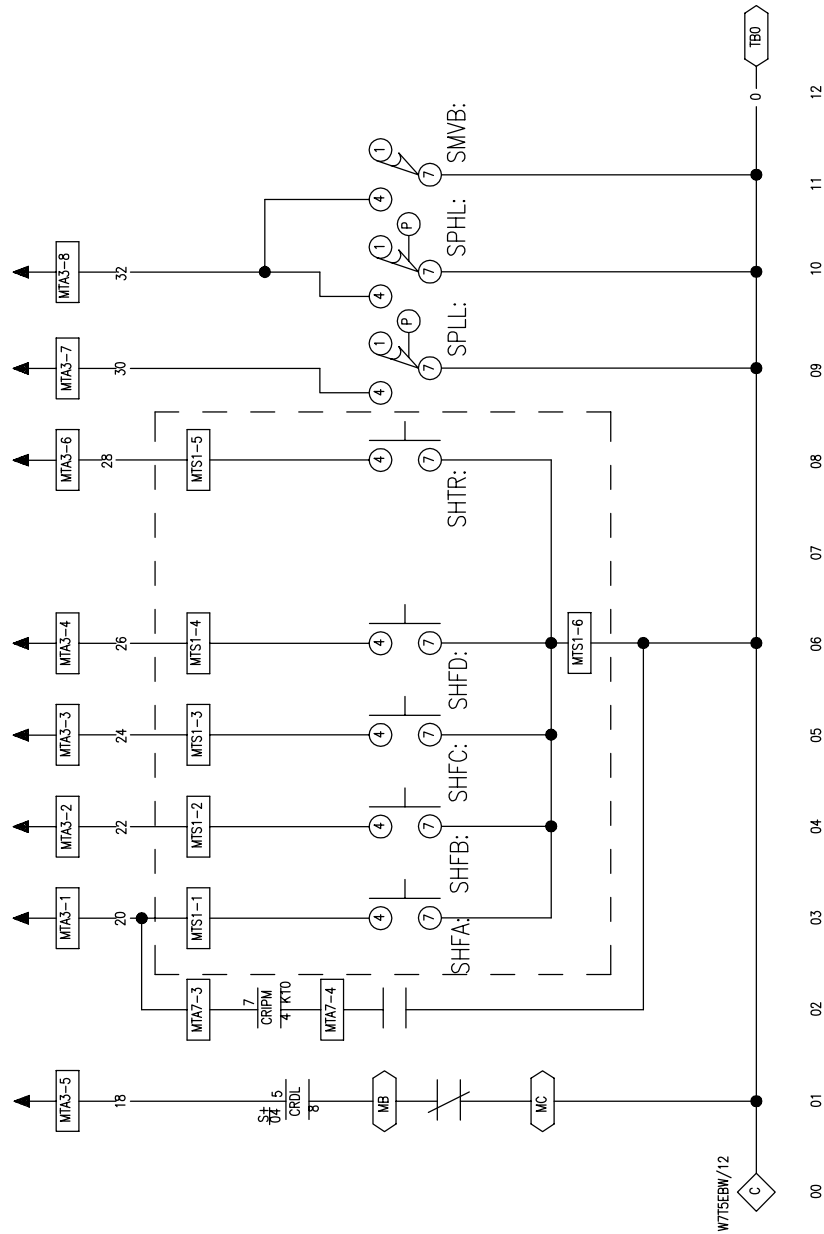 MTA3-5
MTA3-1
MTA3-2
MTA3-3
MTA3-4
MTA3-6
MTA3-7
MTA3-8
18
20
22
24
26
28
30
32
MTA7-3
MTS1-1
MTS1-2
MTS1-3
MTS1-4
MTS1-5
S‡
04
5
CRDL
8
7
CRIPM
4
KT0
MTA7-4
MB
MC
4
7
SHFA:
4
7
SHFB:
4
7
SHFC:
4
7
SHFD:
4
7
SHTR:
4
1
P
7
SPLL:
4
1
P
7
SPHL:
4
1
7
SMVB:
MTS1-6
W7T5EBW/12
C
0
TB0
00
01
02
03
04
05
06
07
08
09
10
11
12